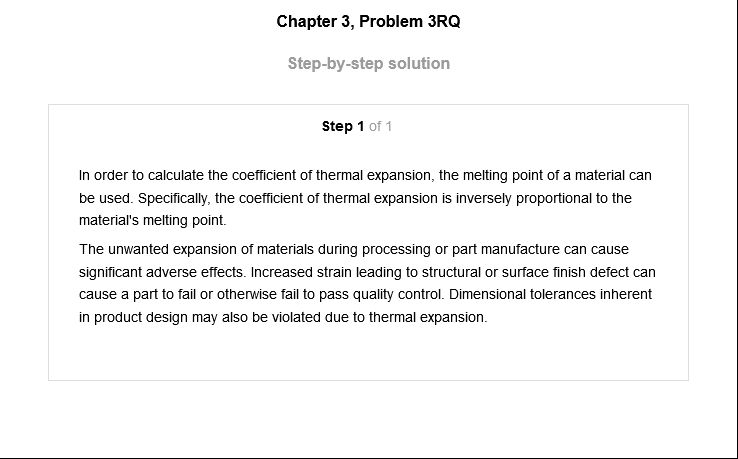 Chapter 3, Problem 3RQ
Step-by-step solution
Step 1 of 1
In order to calculate the coefficient of thermal expansion, the melting point of a material can
be used. Specifically, the coefficient of thermal expansion is inversely proportional to the
material's melting point.
The unwanted expansion of materials during processing or part manufacture can cause
significant adverse effects. Increased strain leading to structural or surface finish defect can
cause a part to fail or otherwise fail to pass quality control. Dimensional tolerances inherent
in product design may also be violated due to thermal expansion.